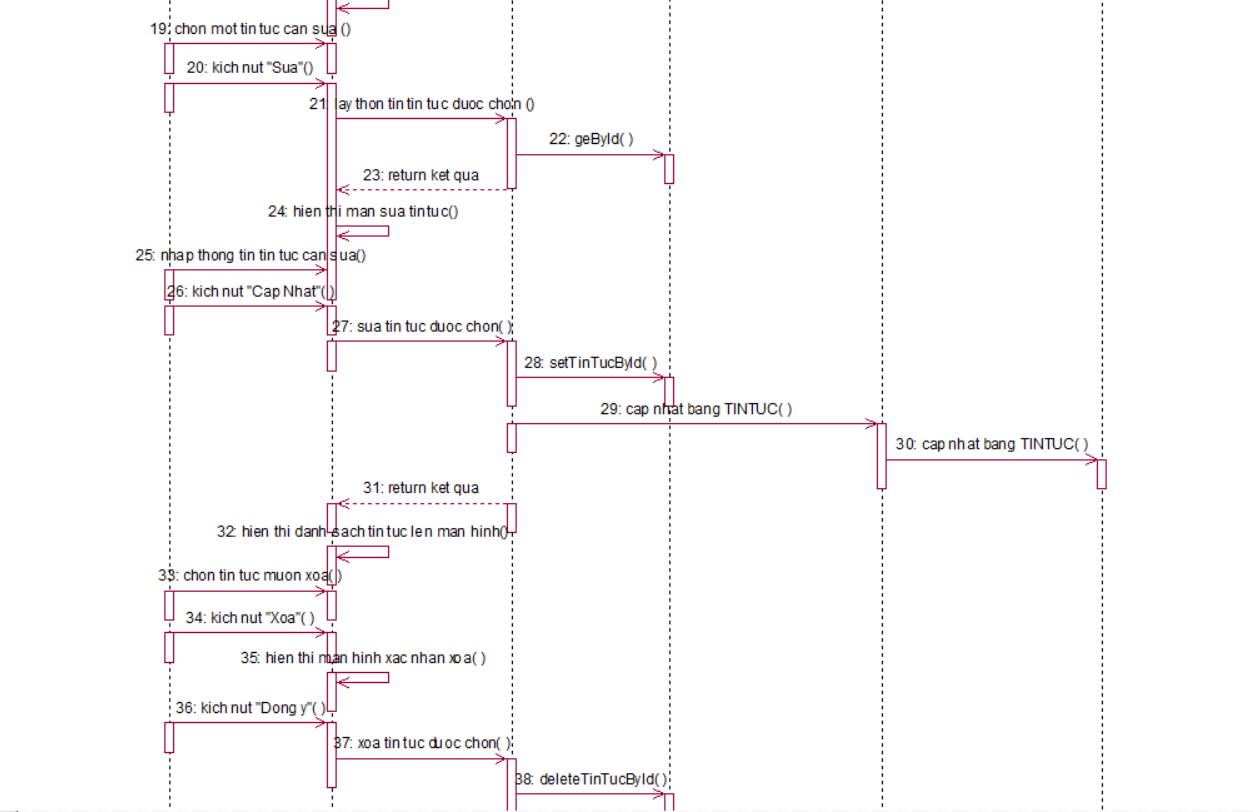 19: chon mot tin tuc can sua ()
20: kich nut "Sua"()
21: lay thon tin tin tuc duoc chon ()
22: geById( )
23: return ket qua
24: hien thi man sua tintuc()
25: nhap thong tin tin tuc can sua()
26: kich nut "Cap Nhat"( )
27: sua tin tuc duoc chon( )
28: setTinTucById( )
29: cap nhat bang TINTUC( )
30: cap nhat bang TINTUC( )
31: return ket qua
32: hien thi danh sach tin tuc len man hinh()
33: chon tin tuc muon xoa( )
34: kich nut "Xoa"( )
35: hien thi man hinh xac nhan xoa( )
36: kich nut "Dong y"( )
37: xoa tin tuc duoc chon( )
38: deleteTinTucById( )